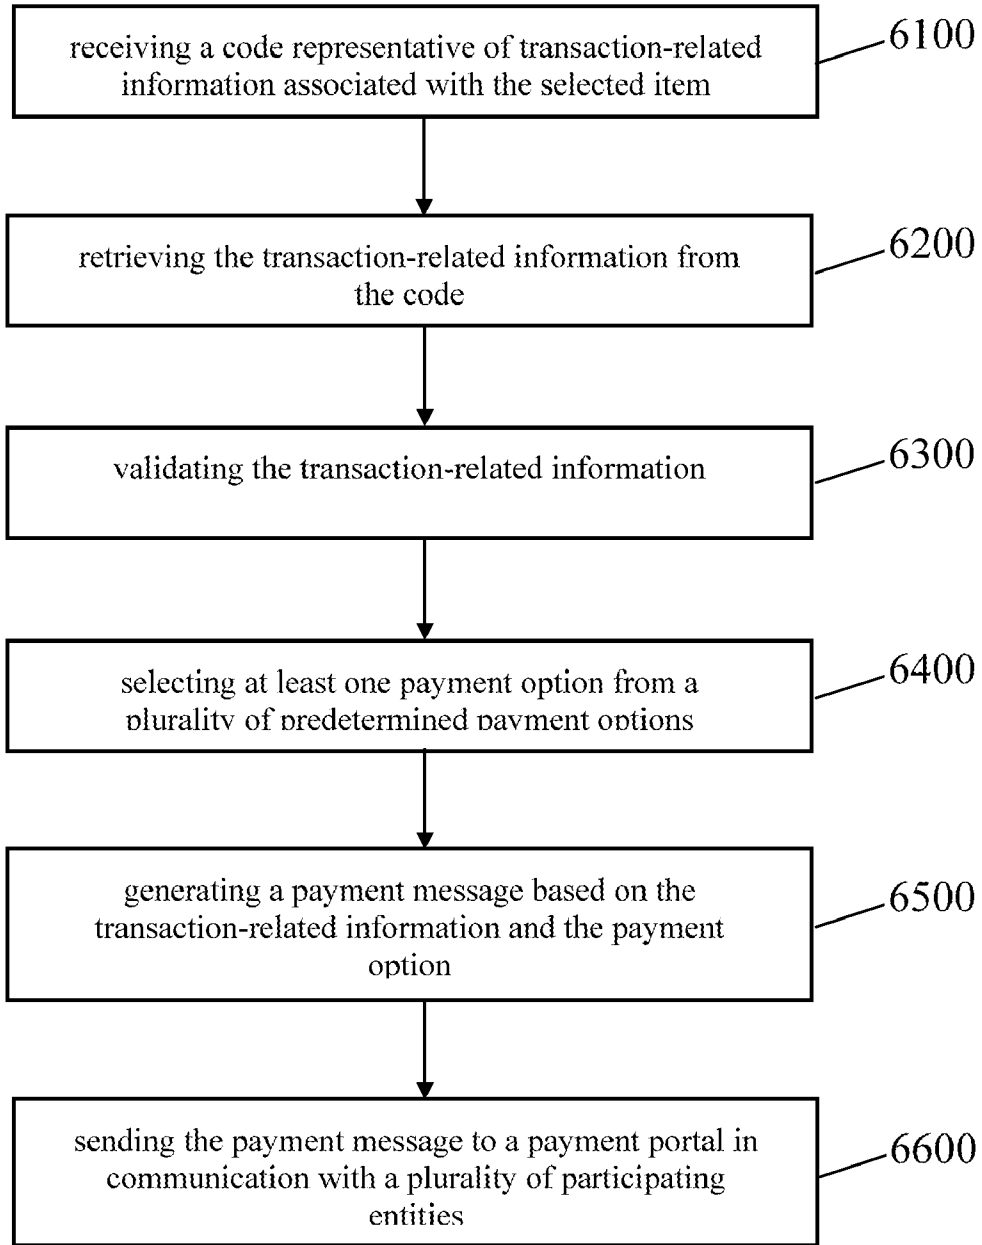 receiving a code representative of transaction-related
information associated with the selected item
6100
retrieving the transaction-related information from
the code
6200
validating the transaction-related information
6300
selecting at least one payment option from a
plurality of predetermined payment options
6400
generating a payment message based on the
transaction-related information and the payment
option
6500
sending the payment message to a payment portal in
communication with a plurality of participating
entities
6600